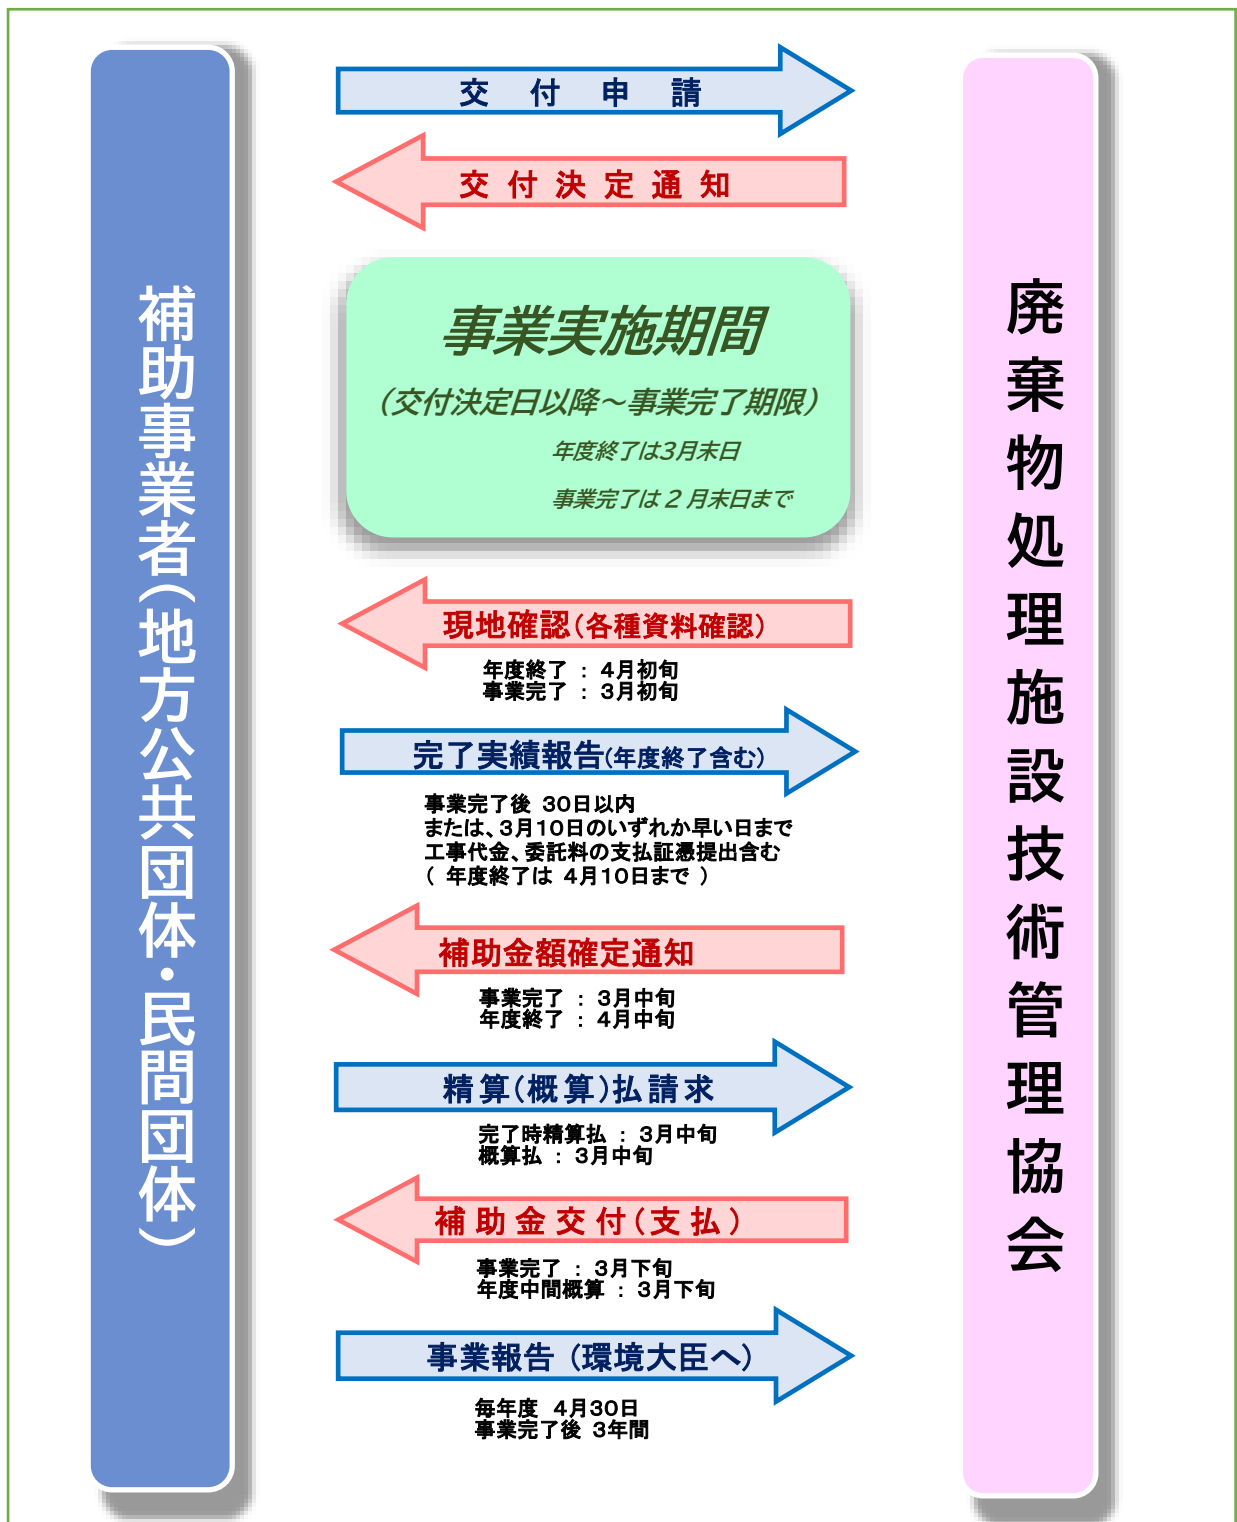 補助事業者（地方公共団体・民間団体）
交付申請
交付決定通知
事業実施期間
（交付決定日以降～事業完了期限）
年度終了は3月末日
事業完了は２月末日まで
現地確認（各種資料確認）
年度終了 ： 4月初旬
事業完了 ： 3月初旬
完了実績報告(年度終了含む)
事業完了後 30日以内
または、3月10日のいずれか早い日まで
工事代金、委託料の支払証憑提出含む
（ 年度終了は 4月10日まで ）
補助金額確定通知
事業完了 ： 3月中旬
年度終了 ： 4月中旬
精算（概算）払請求
完了時精算払 ： 3月中旬
概算払 ： 3月中旬
補助金交付（支払）
事業完了 ： 3月下旬
年度中間概算 ： 3月下旬
事業報告（環境大臣へ）
毎年度 4月30日
事業完了後 3年間
廃棄物処理施設技術管理協会